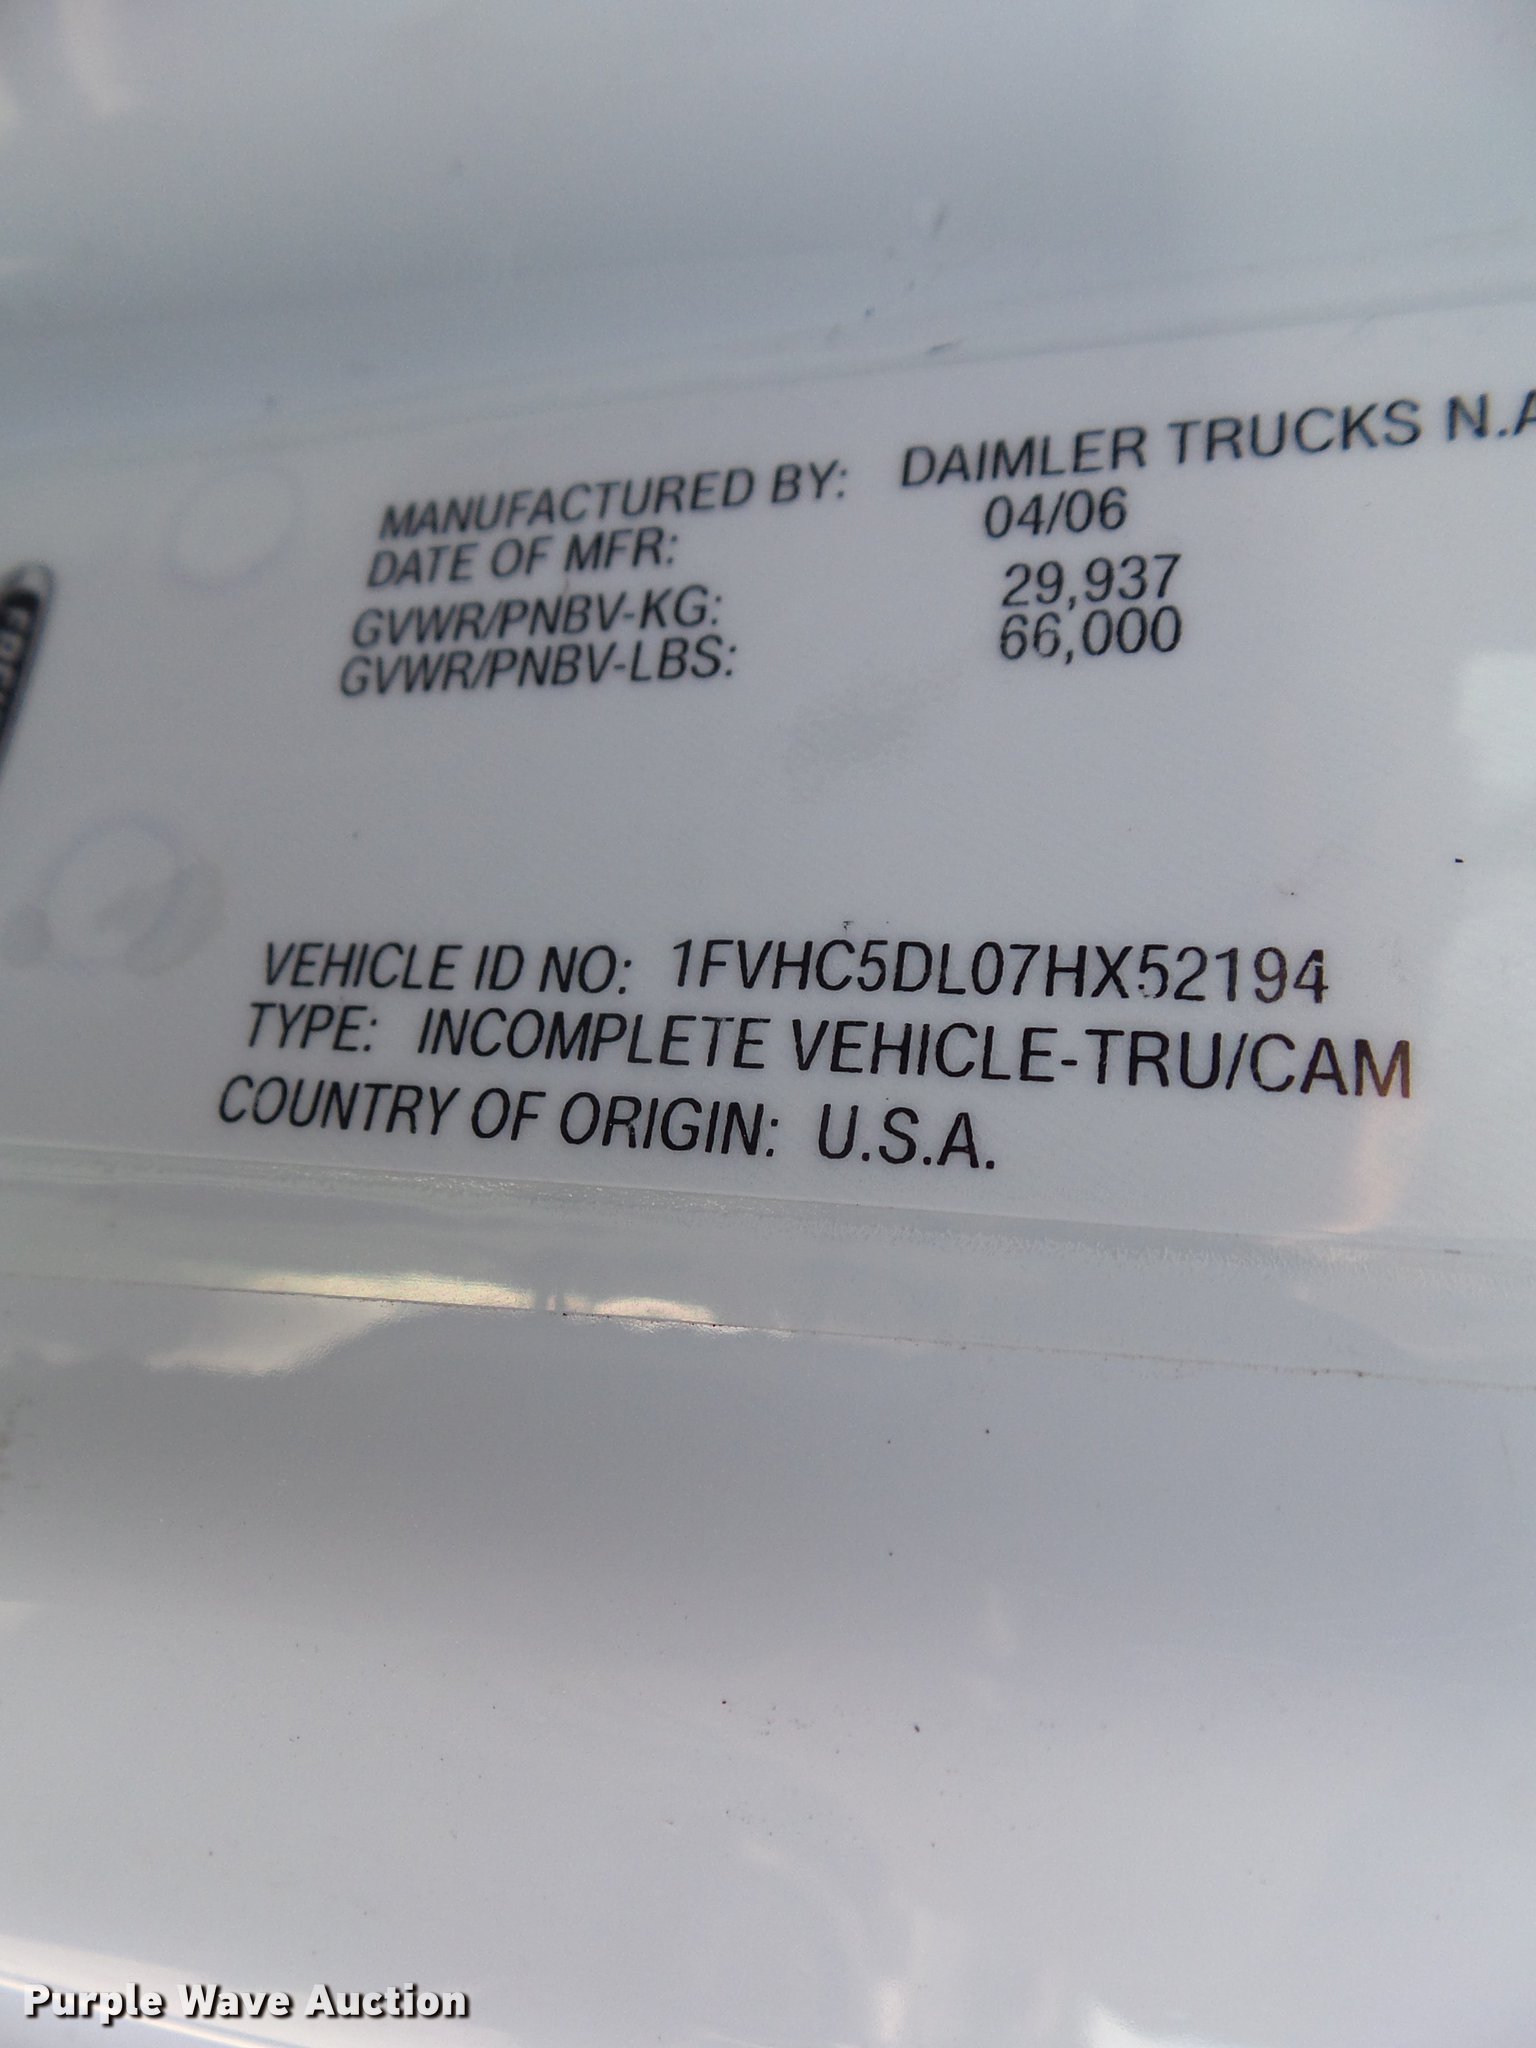 MANUFACTURED BY: DAIMLER TRUCKS N.A
DATE OF MFR: 04/06
GVWR/PNBV-KG: 29,937
GVWR/PNBV-LBS: 66,000
VEHICLE ID NO: 1FVHC5DL07HX52194
TYPE: INCOMPLETE VEHICLE-TRU/CAM
COUNTRY OF ORIGIN: U.S.A.
Purple Wave Auction